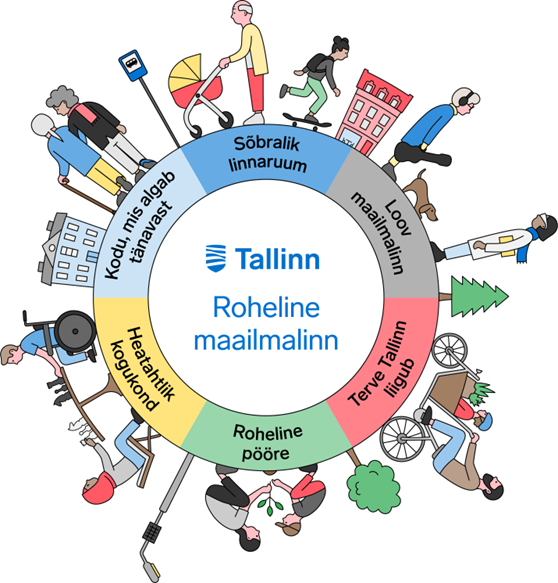 Sõbralik
linnaruum
Loov
maailmalinn
Terve Tallinn
liigub
Roheline
pööre
Heatahtlik
kogukond
Kodu, mis algab
tänavast
Tallinn
Roheline
maailmalinn